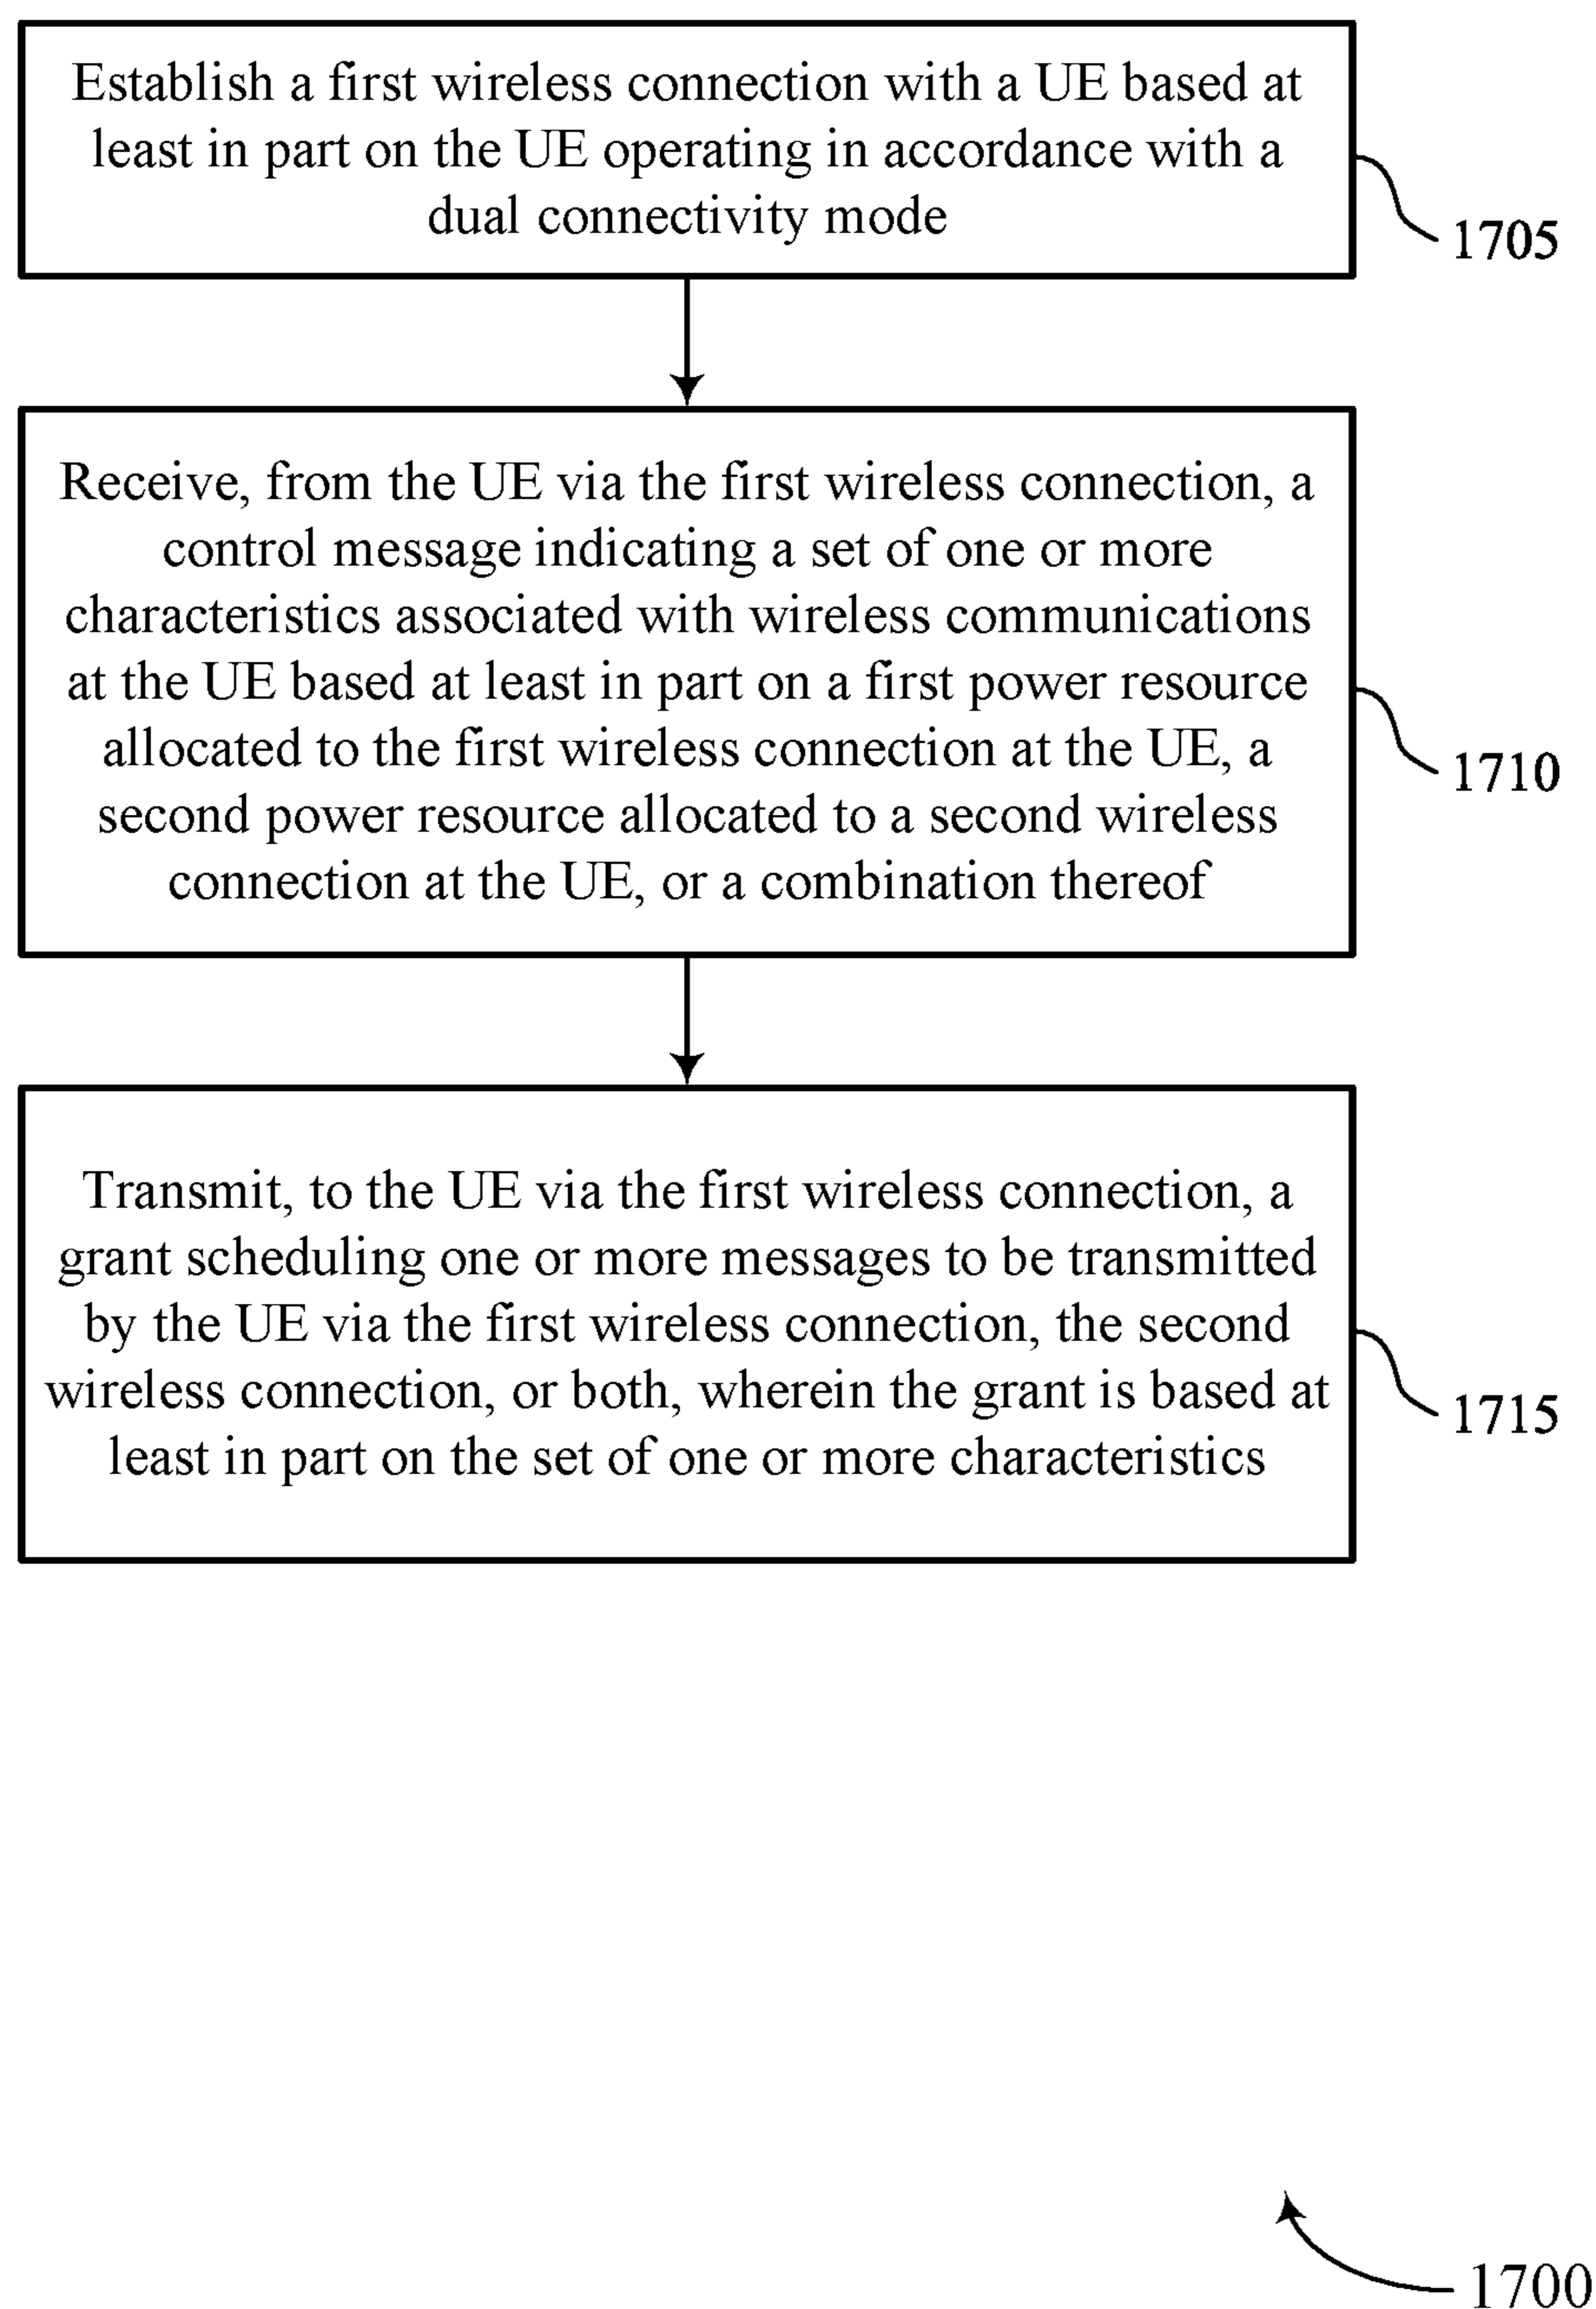 Establish a first wireless connection with a UE based at
least in part on the UE operating in accordance with a
dual connectivity mode
1705
Receive, from the UE via the first wireless connection, a
control message indicating a set of one or more
characteristics associated with wireless communications
at the UE based at least in part on a first power resource
allocated to the first wireless connection at the UE, a
second power resource allocated to a second wireless
connection at the UE, or a combination thereof
1710
Transmit, to the UE via the first wireless connection, a
grant scheduling one or more messages to be transmitted
by the UE via the first wireless connection, the second
wireless connection, or both, wherein the grant is based at
least in part on the set of one or more characteristics
1715
1700